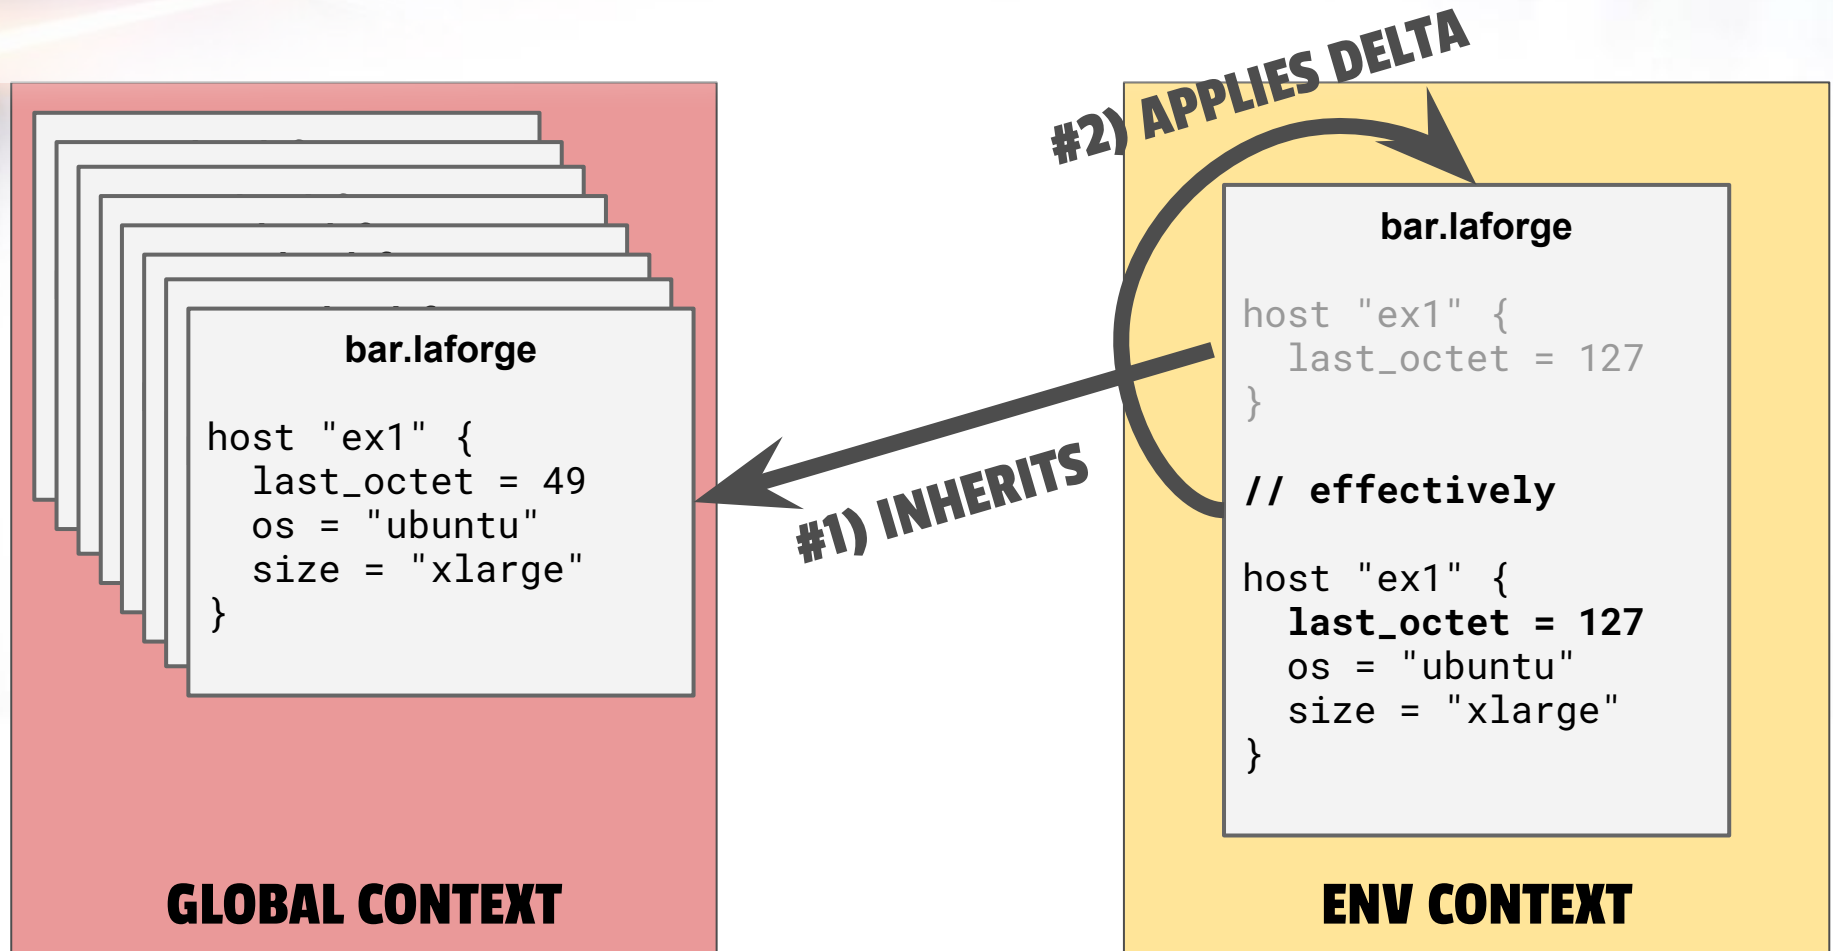 bar.laforge
host "ex1" {
  last_octet = 49
  os = "ubuntu"
  size = "xlarge"
}
GLOBAL CONTEXT
#1) INHERITS
#2) APPLIES DELTA
bar.laforge
host "ex1" {
  last_octet = 127
}
// effectively
host "ex1" {
  last_octet = 127
  os = "ubuntu"
  size = "xlarge"
}
ENV CONTEXT